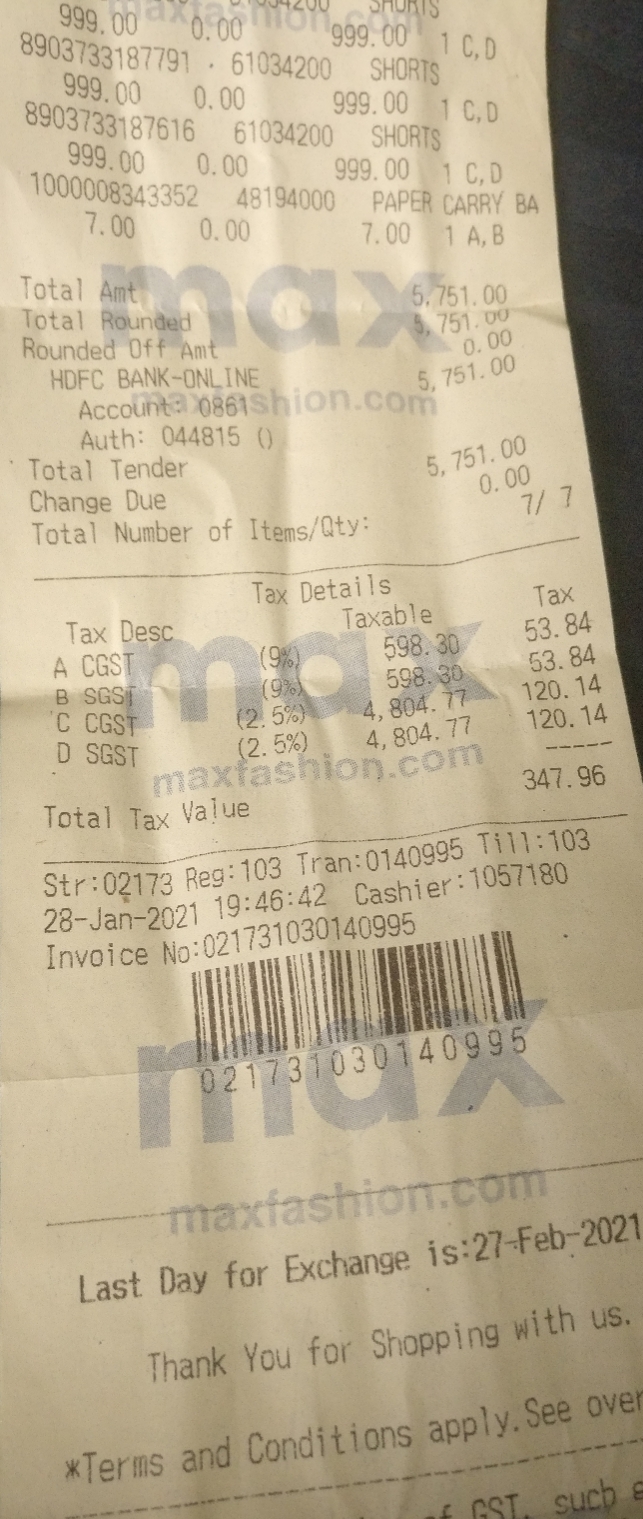 61034200 SHORTS
999.00 0.00 999.00 1 C,D
8903733187791 . 61034200 SHORTS
999.00 0.00 999.00 1 C,D
8903733187616 61034200 SHORTS
999.00 0.00 999.00 1 C,D
1000008343352 48194000 PAPER CARRY BA
7.00 0.00 7.00 1 A,B
max
maxfashion.com
Total Amt 5,751.00
Total Rounded 5,751.00
Rounded Off Amt 0.00
HDFC BANK-ONLINE 5,751.00
Account: 0861
Auth: 044815 ()
Total Tender 5,751.00
Change Due 0.00
Total Number of Items/Qty: 7/ 7
Tax Details
Tax Desc Taxable Tax
A CGST (9%) 598.30 53.84
B SGST (9%) 598.30 53.84
C CGST (2.5%) 4,804.77 120.14
D SGST (2.5%) 4,804.77 120.14
-----
max
maxfashion.com
Total Tax Value 347.96
Str:02173 Reg:103 Tran:0140995 Till:103
28-Jan-2021 19:46:42 Cashier:1057180
Invoice No:021731030140995
021731030140995
max
maxfashion.com
Last Day for Exchange is:27-Feb-2021
Thank You for Shopping with us.
*Terms and Conditions apply.See over
of GST, such